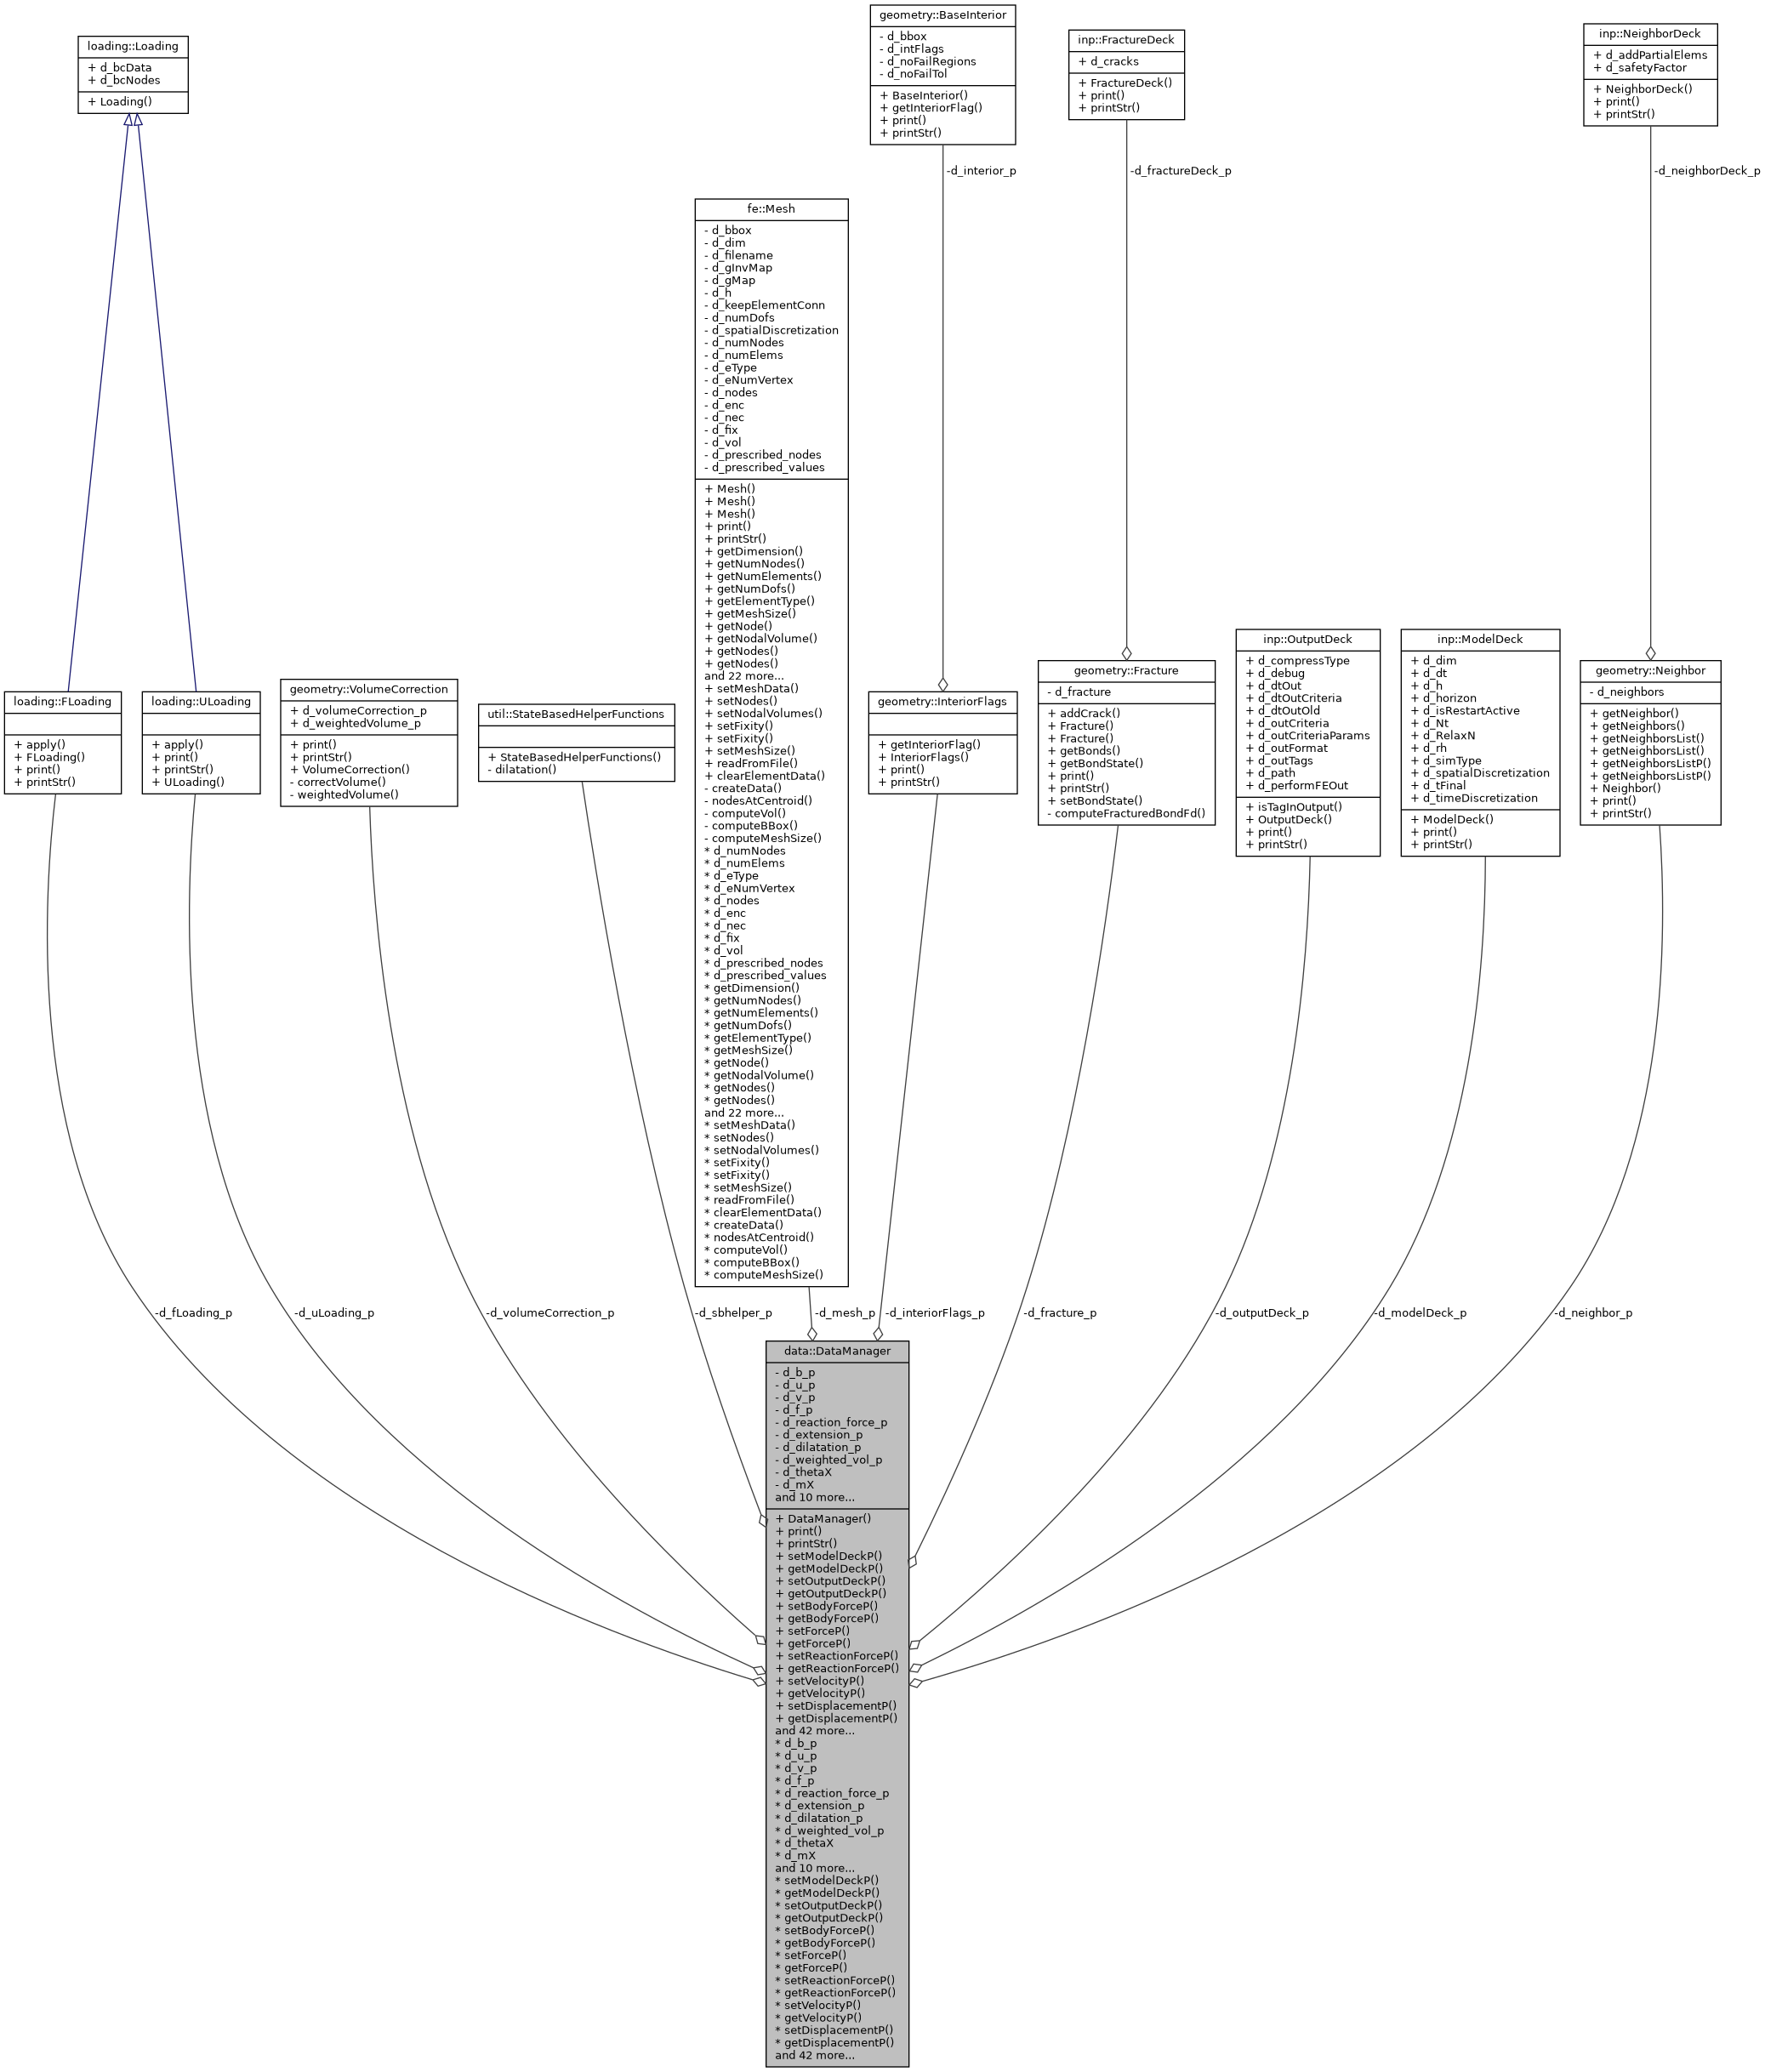 loading::Loading
+ d_bcData
+ d_bcNodes
+ Loading()
geometry::BaseInterior
- d_bbox
- d_intFlags
- d_noFailRegions
- d_noFailTol
+ BaseInterior()
+ getInteriorFlag()
+ print()
+ printStr()
inp::FractureDeck
+ d_cracks
+ FractureDeck()
+ print()
+ printStr()
inp::NeighborDeck
+ d_addPartialElems
+ d_safetyFactor
+ NeighborDeck()
+ print()
+ printStr()
-d_interior_p
-d_fractureDeck_p
-d_neighborDeck_p
fe::Mesh
- d_bbox
- d_dim
- d_filename
- d_gInvMap
- d_gMap
- d_h
- d_keepElementConn
- d_numDofs
- d_spatialDiscretization
- d_numNodes
- d_numElems
- d_eType
- d_eNumVertex
- d_nodes
- d_enc
- d_nec
- d_fix
- d_vol
- d_prescribed_nodes
- d_prescribed_values
+ Mesh()
+ Mesh()
+ Mesh()
+ print()
+ printStr()
+ getDimension()
+ getNumNodes()
+ getNumElements()
+ getNumDofs()
+ getElementType()
+ getMeshSize()
+ getNode()
+ getNodalVolume()
+ getNodes()
+ getNodes()
and 22 more...
+ setMeshData()
+ setNodes()
+ setNodalVolumes()
+ setFixity()
+ setFixity()
+ setMeshSize()
+ readFromFile()
+ clearElementData()
- createData()
- nodesAtCentroid()
- computeVol()
- computeBBox()
- computeMeshSize()
* d_numNodes
* d_numElems
* d_eType
* d_eNumVertex
* d_nodes
* d_enc
* d_nec
* d_fix
* d_vol
* d_prescribed_nodes
* d_prescribed_values
* getDimension()
* getNumNodes()
* getNumElements()
* getNumDofs()
* getElementType()
* getMeshSize()
* getNode()
* getNodalVolume()
* getNodes()
* getNodes()
and 22 more...
* setMeshData()
* setNodes()
* setNodalVolumes()
* setFixity()
* setFixity()
* setMeshSize()
* readFromFile()
* clearElementData()
* createData()
* nodesAtCentroid()
* computeVol()
* computeBBox()
* computeMeshSize()
loading::FLoading
+ apply()
+ FLoading()
+ print()
+ printStr()
loading::ULoading
+ apply()
+ print()
+ printStr()
+ ULoading()
geometry::VolumeCorrection
+ d_volumeCorrection_p
+ d_weightedVolume_p
+ print()
+ printStr()
+ VolumeCorrection()
- correctVolume()
- weightedVolume()
util::StateBasedHelperFunctions
+ StateBasedHelperFunctions()
- dilatation()
geometry::InteriorFlags
+ getInteriorFlag()
+ InteriorFlags()
+ print()
+ printStr()
geometry::Fracture
- d_fracture
+ addCrack()
+ Fracture()
+ Fracture()
+ getBonds()
+ getBondState()
+ print()
+ printStr()
+ setBondState()
- computeFracturedBondFd()
inp::OutputDeck
+ d_compressType
+ d_debug
+ d_dtOut
+ d_dtOutCriteria
+ d_dtOutOld
+ d_outCriteria
+ d_outCriteriaParams
+ d_outFormat
+ d_outTags
+ d_path
+ d_performFEOut
+ isTagInOutput()
+ OutputDeck()
+ print()
+ printStr()
inp::ModelDeck
+ d_dim
+ d_dt
+ d_h
+ d_horizon
+ d_isRestartActive
+ d_Nt
+ d_RelaxN
+ d_rh
+ d_simType
+ d_spatialDiscretization
+ d_tFinal
+ d_timeDiscretization
+ ModelDeck()
+ print()
+ printStr()
geometry::Neighbor
- d_neighbors
+ getNeighbor()
+ getNeighbors()
+ getNeighborsList()
+ getNeighborsList()
+ getNeighborsListP()
+ getNeighborsListP()
+ Neighbor()
+ print()
+ printStr()
-d_fLoading_p
-d_uLoading_p
-d_volumeCorrection_p
-d_sbhelper_p
-d_mesh_p
-d_interiorFlags_p
-d_fracture_p
-d_outputDeck_p
-d_modelDeck_p
-d_neighbor_p
data::DataManager
- d_b_p
- d_u_p
- d_v_p
- d_f_p
- d_reaction_force_p
- d_extension_p
- d_dilatation_p
- d_weighted_vol_p
- d_thetaX
- d_mX
and 10 more...
+ DataManager()
+ print()
+ printStr()
+ setModelDeckP()
+ getModelDeckP()
+ setOutputDeckP()
+ getOutputDeckP()
+ setBodyForceP()
+ getBodyForceP()
+ setForceP()
+ getForceP()
+ setReactionForceP()
+ getReactionForceP()
+ setVelocityP()
+ getVelocityP()
+ setDisplacementP()
+ getDisplacementP()
and 42 more...
* d_b_p
* d_u_p
* d_v_p
* d_f_p
* d_reaction_force_p
* d_extension_p
* d_dilatation_p
* d_weighted_vol_p
* d_thetaX
* d_mX
and 10 more...
* setModelDeckP()
* getModelDeckP()
* setOutputDeckP()
* getOutputDeckP()
* setBodyForceP()
* getBodyForceP()
* setForceP()
* getForceP()
* setReactionForceP()
* getReactionForceP()
* setVelocityP()
* getVelocityP()
* setDisplacementP()
* getDisplacementP()
and 42 more...